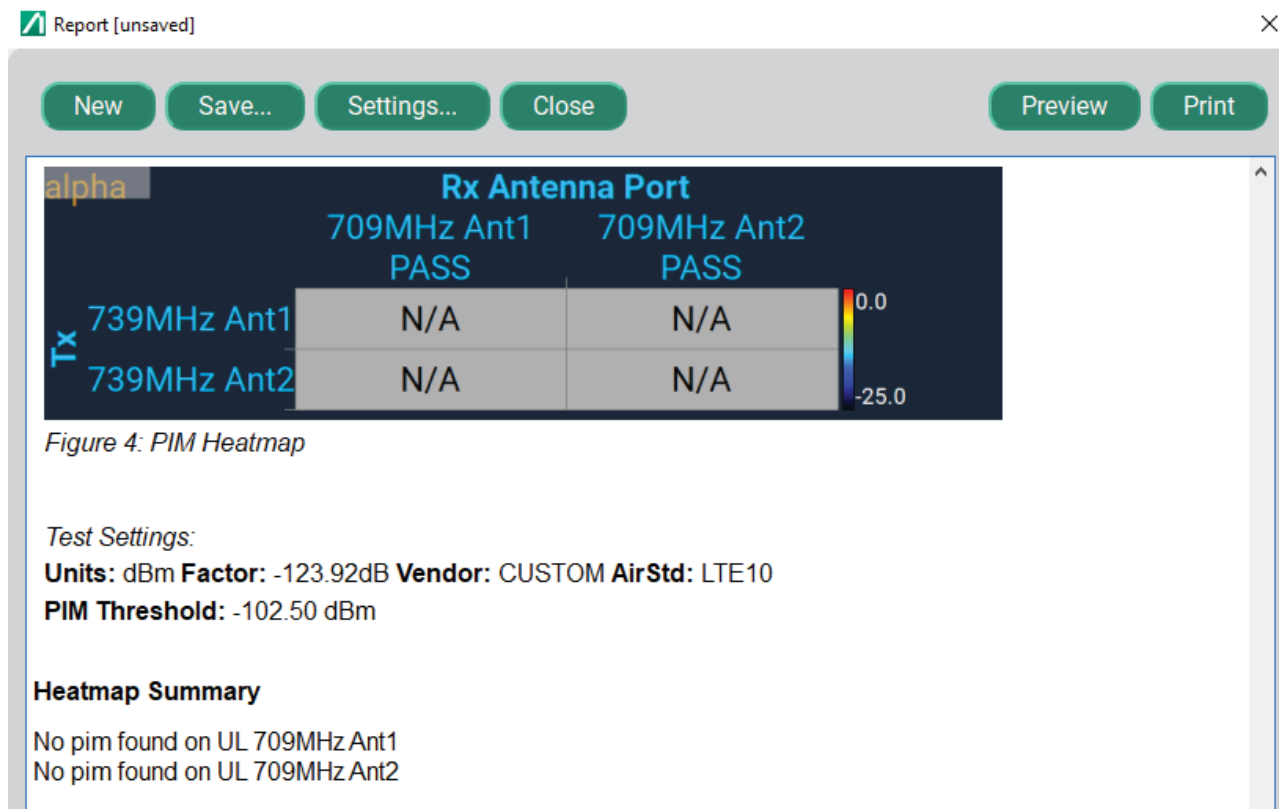 Report [unsaved]
New Save... Settings... Close Preview Print
alpha Rx Antenna Port
709MHz Ant1 709MHz Ant2
PASS PASS
Tx 739MHz Ant1 N/A N/A 0.0
739MHz Ant2 N/A N/A -25.0
Figure 4: PIM Heatmap
Test Settings:
Units: dBm Factor: -123.92dB Vendor: CUSTOM AirStd: LTE10
PIM Threshold: -102.50 dBm
Heatmap Summary
No pim found on UL 709MHz Ant1
No pim found on UL 709MHz Ant2